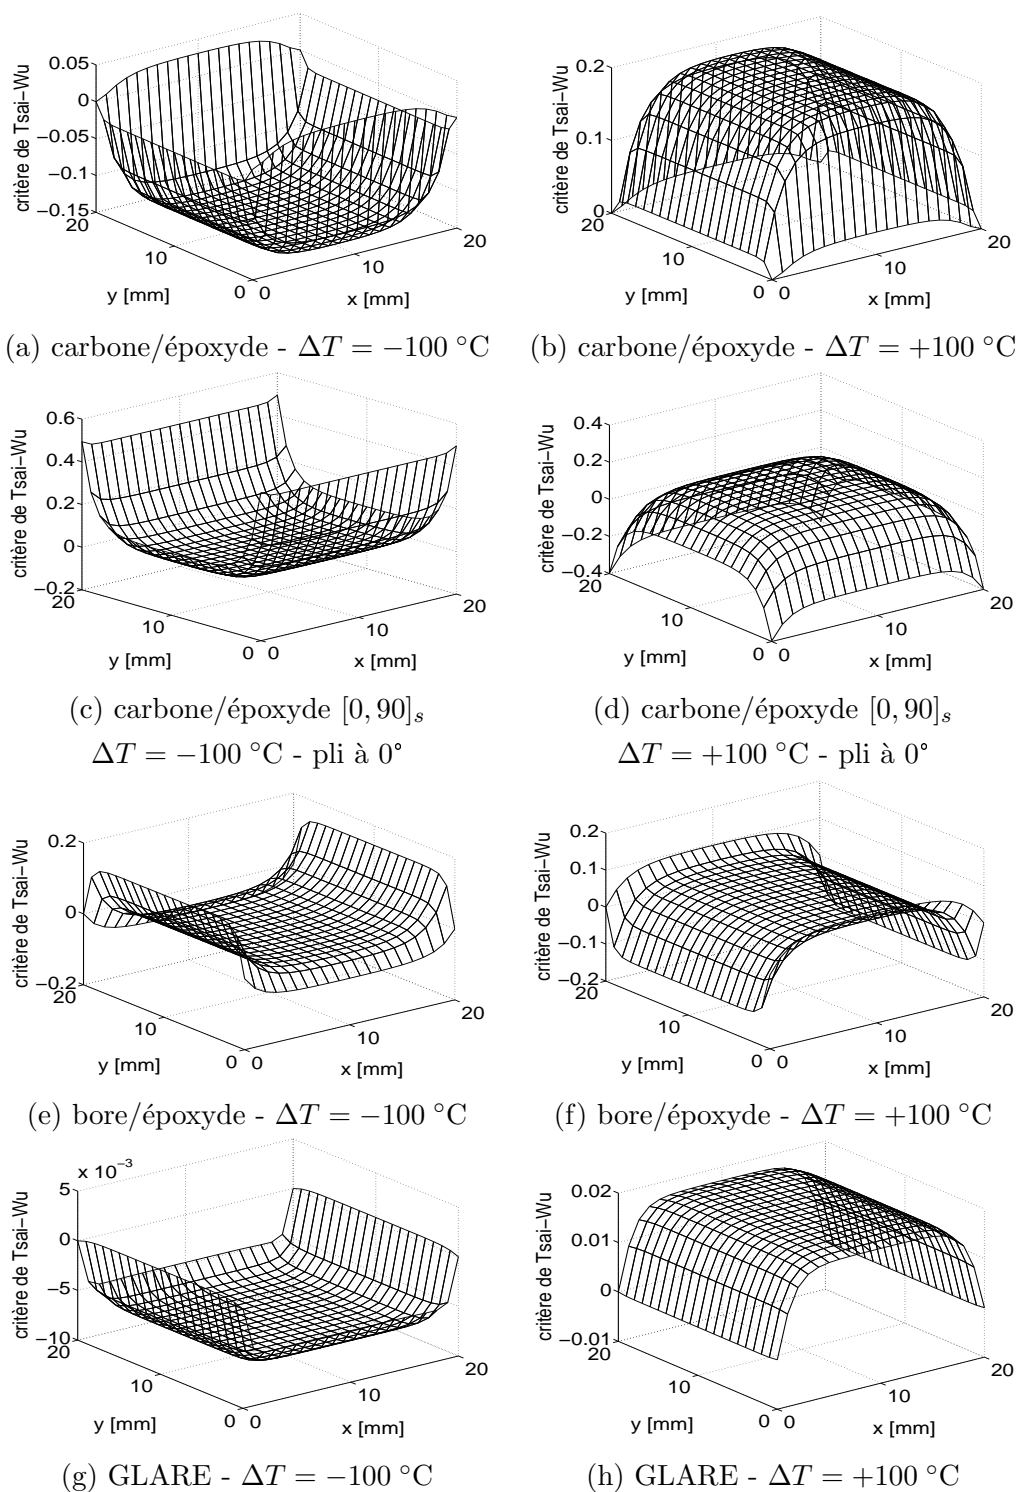 0.05
0
−0.05
−0.1
−0.15
20
10
0 0
10
20
critère de Tsai−Wu
y [mm]
x [mm]
(a) carbone/époxyde - ΔT = −100 °C
0.2
0.1
0
20
10
0 0
10
20
critère de Tsai−Wu
y [mm]
x [mm]
(b) carbone/époxyde - ΔT = +100 °C
0.6
0.4
0.2
0
−0.2
20
10
0 0
10
20
critère de Tsai−Wu
y [mm]
x [mm]
(c) carbone/époxyde [0, 90]s
ΔT = −100 °C - pli à 0°
0.4
0.2
0
−0.2
−0.4
20
10
0 0
10
20
critère de Tsai−Wu
y [mm]
x [mm]
(d) carbone/époxyde [0, 90]s
ΔT = +100 °C - pli à 0°
0.2
0
−0.2
20
10
0 0
10
20
critère de Tsai−Wu
y [mm]
x [mm]
(e) bore/époxyde - ΔT = −100 °C
0.2
0.1
0
−0.1
−0.2
20
10
0 0
10
20
critère de Tsai−Wu
y [mm]
x [mm]
(f) bore/époxyde - ΔT = +100 °C
x 10⁻³
5
0
−5
−10
20
10
0 0
10
20
critère de Tsai−Wu
y [mm]
x [mm]
(g) GLARE - ΔT = −100 °C
0.02
0.01
0
−0.01
20
10
0 0
10
20
critère de Tsai−Wu
y [mm]
x [mm]
(h) GLARE - ΔT = +100 °C